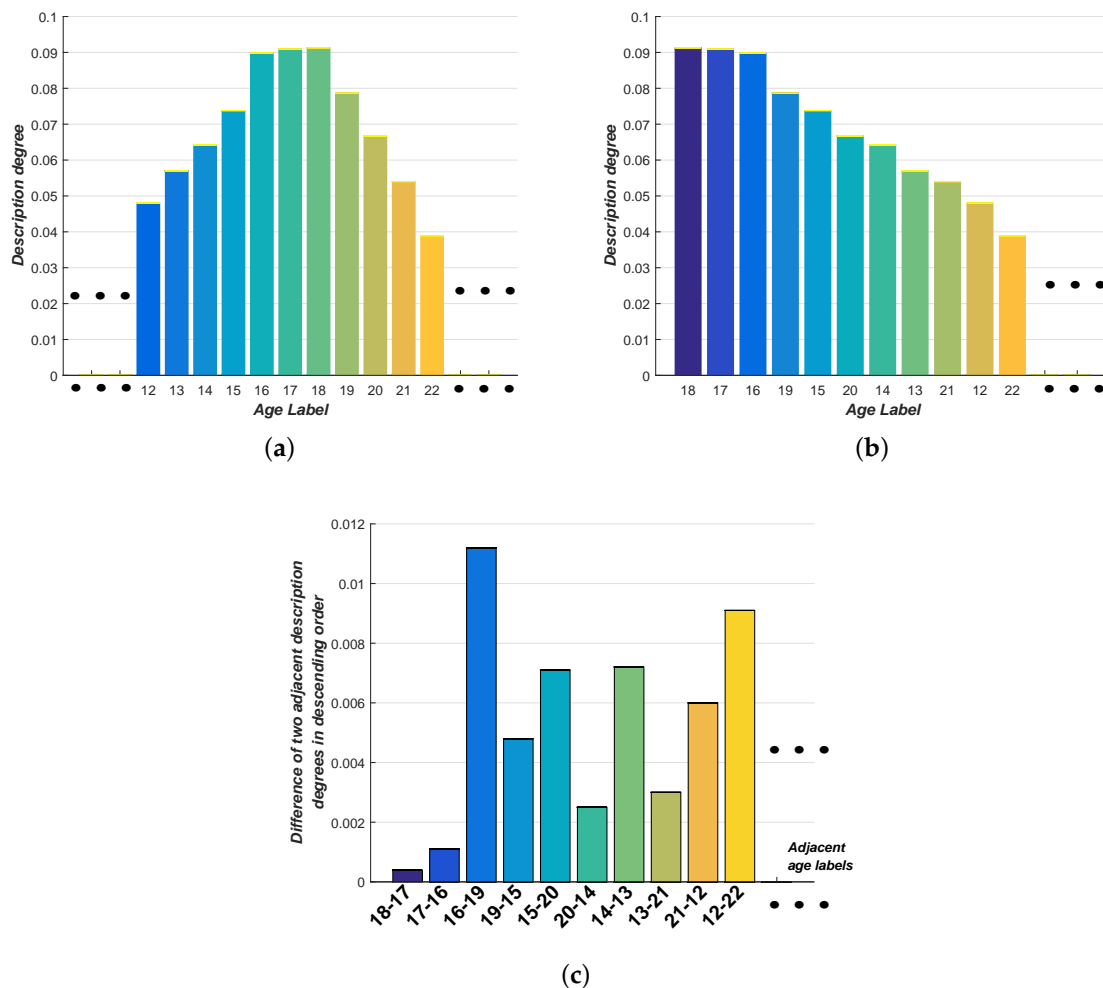 0.1
0.09
0.08
0.07
0.06
0.05
0.04
0.03
0.02
0.01
0
Description degree
12 13 14 15 16 17 18 19 20 21 22
Age Label
(a)
0.1
0.09
0.08
0.07
0.06
0.05
0.04
0.03
0.02
0.01
0
Description degree
18 17 16 19 15 20 14 13 21 12 22
Age Label
(b)
0.012
0.01
0.008
0.006
0.004
0.002
0
Difference of two adjacent description
degrees in descending order
18-17 17-16 16-19 19-15 15-20 20-14 14-13 13-21 21-12 12-22
Adjacent
age labels
(c)